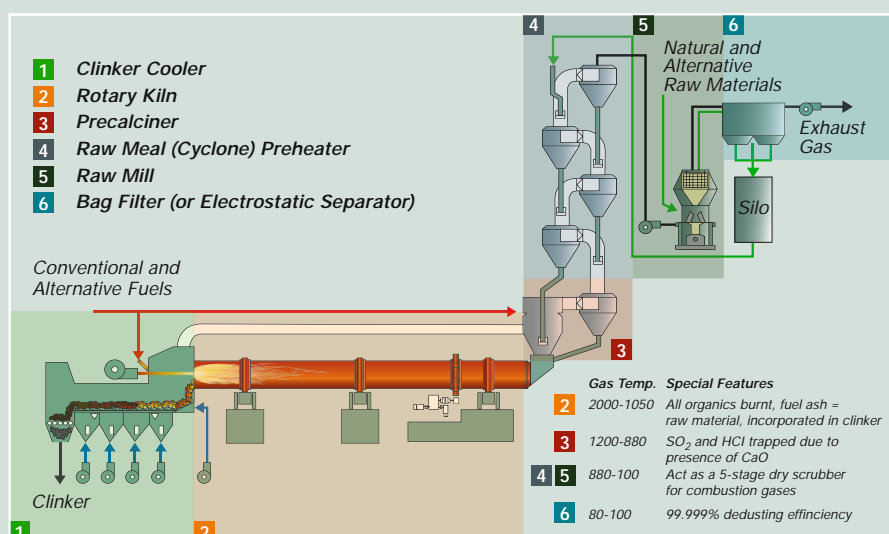 4
5
6
1 Clinker Cooler
2 Rotary Kiln
3 Precalciner
4 Raw Meal (Cyclone) Preheater
5 Raw Mill
6 Bag Filter (or Electrostatic Separator)
Natural and
Alternative
Raw Materials
Exhaust
Gas
Silo
Conventional and
Alternative Fuels
3
Gas Temp. Special Features
2 2000-1050 All organics burnt, fuel ash =
raw material, incorporated in clinker
3 1200-880 SO₂ and HCl trapped due to
presence of CaO
4 5 880-100 Act as a 5-stage dry scrubber
for combustion gases
6 80-100 99.999% dedusting effinciency
Clinker
1
2